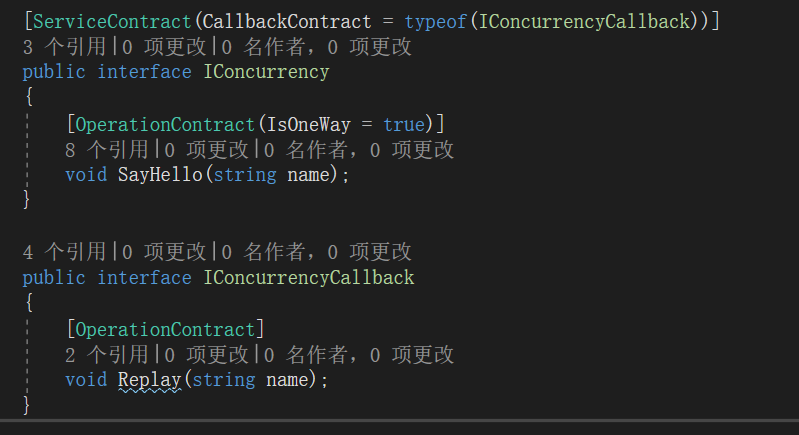 [ServiceContract(CallbackContract = typeof(IConcurrencyCallback))]
3 个引用|0 项更改|0 名作者，0 项更改
public interface IConcurrency
{
[OperationContract(IsOneWay = true)]
8 个引用|0 项更改|0 名作者，0 项更改
void SayHello(string name);
}
4 个引用|0 项更改|0 名作者，0 项更改
public interface IConcurrencyCallback
{
[OperationContract]
2 个引用|0 项更改|0 名作者，0 项更改
void Replay(string name);
}